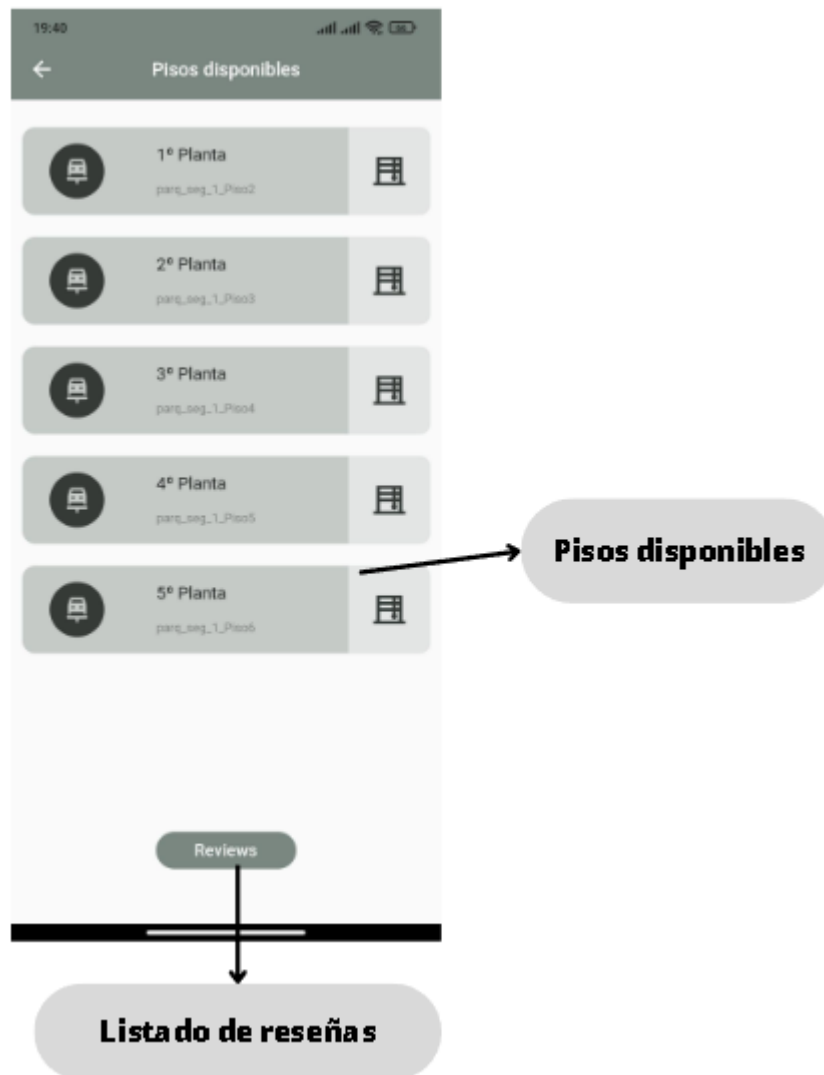 19:40
Pisos disponibles
1º Planta
parq_seg_1_Piso2
2º Planta
parq_seg_1_Piso3
3º Planta
parq_seg_1_Piso4
4º Planta
parq_seg_1_Piso5
5º Planta
parq_seg_1_Piso6
Pisos disponibles
Reviews
Listado de reseñas